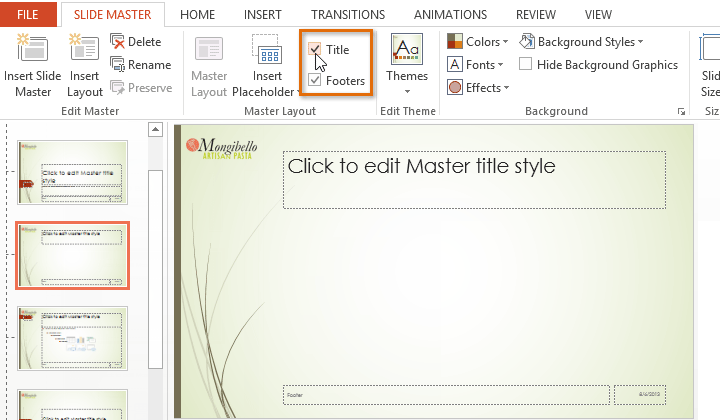 FILE SLIDE MASTER HOME INSERT TRANSITIONS ANIMATIONS REVIEW VIEW
Insert Slide
Master
Insert
Layout
Delete
Rename
Preserve
Edit Master
Master
Layout
Insert
Placeholder
Title
Footers
Master Layout
Aa
Themes
Edit Theme
Colors
A Fonts
Effects
Background Styles
Hide Background Graphics
Background
Slid
Size
Siz
Click to edit Master title
style
Click to edit Master title style
Click to edit Master title style
Mongibello
ARTISAN PASTA
Click to edit Master title style
Footer
8/6/2013